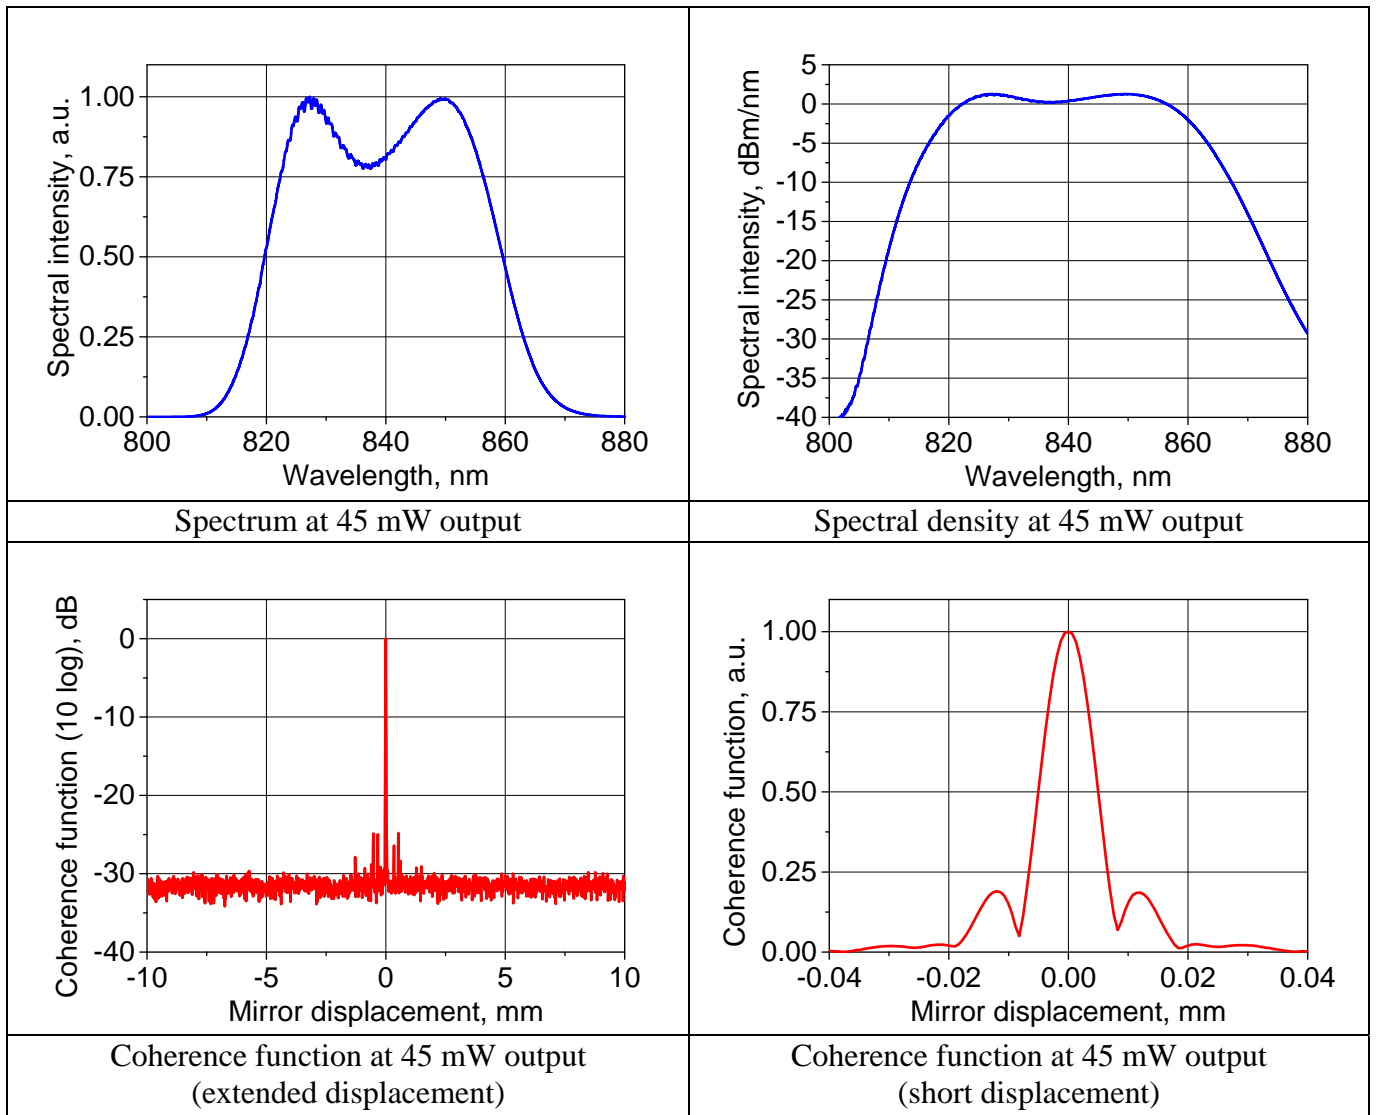 Spectral intensity, a.u.
1.00
0.75
0.50
0.25
0.00
800 820 840 860 880
Wavelength, nm
Spectral intensity, dBm/nm
5
0
-5
-10
-15
-20
-25
-30
-35
-40
800 820 840 860 880
Wavelength, nm
Spectrum at 45 mW output
Spectral density at 45 mW output
Coherence function (10 log), dB
0
-10
-20
-30
-40
-10 -5 0 5 10
Mirror displacement, mm
Coherence function, a.u.
1.00
0.75
0.50
0.25
0.00
-0.04 -0.02 0.00 0.02 0.04
Mirror displacement, mm
Coherence function at 45 mW output
(extended displacement)
Coherence function at 45 mW output
(short displacement)